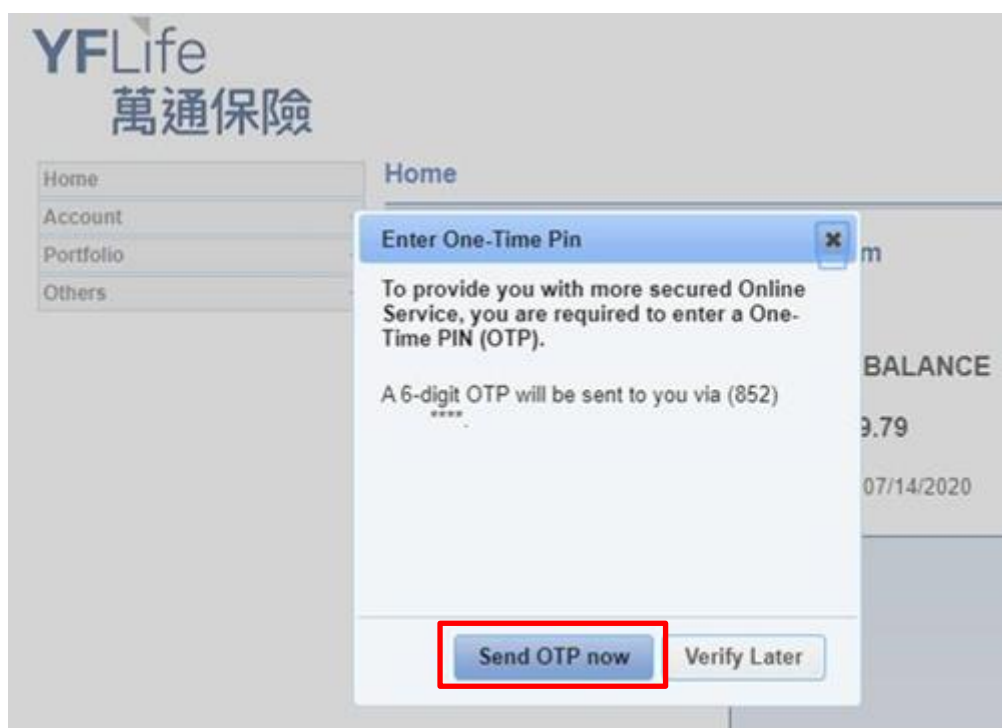 YFLife
萬通保險
Home
Account
Portfolio
Others
Home
Enter One-Time Pin
To provide you with more secured Online
Service, you are required to enter a One-
Time PIN (OTP).
A 6-digit OTP will be sent to you via (852)
****.
Send OTP now
Verify Later
m
BALANCE
9.79
07/14/2020